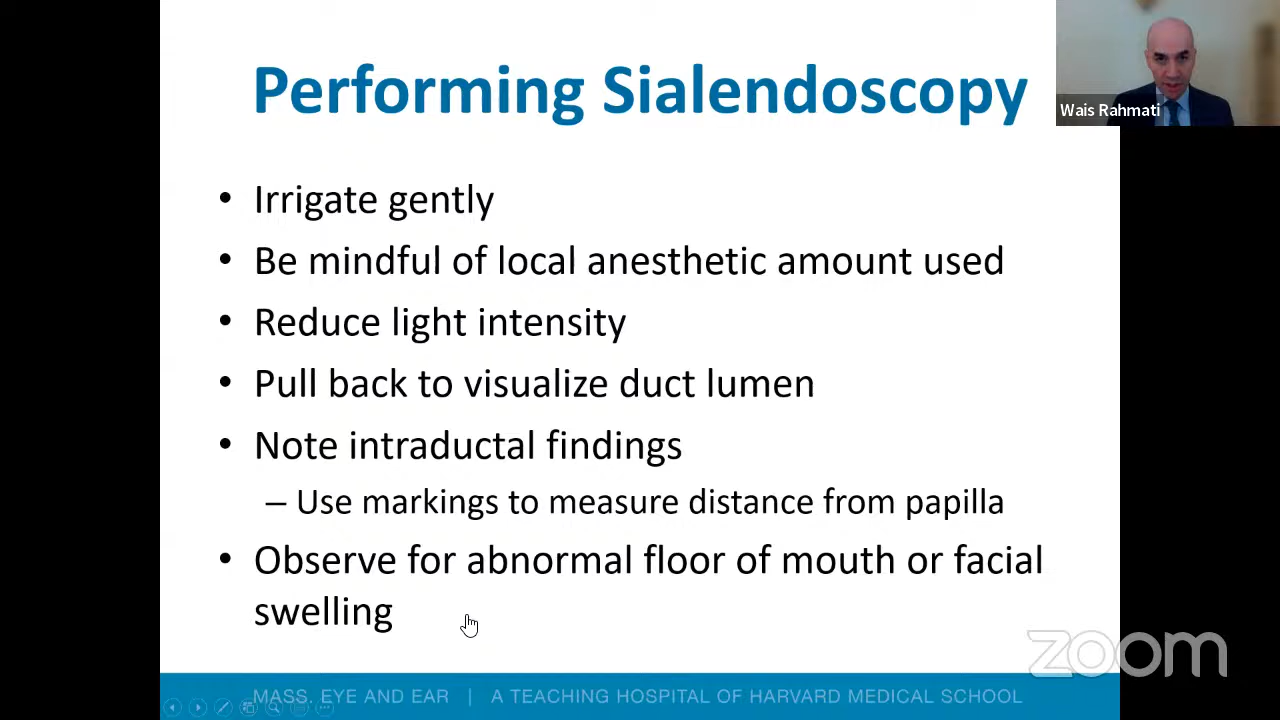 Performing Sialendoscopy
Wais Rahmati
• Irrigate gently
• Be mindful of local anesthetic amount used
• Reduce light intensity
• Pull back to visualize duct lumen
• Note intraductal findings
– Use markings to measure distance from papilla
• Observe for abnormal floor of mouth or facial
swelling
zoom
MASS. EYE AND EAR | A TEACHING HOSPITAL OF HARVARD MEDICAL SCHOOL